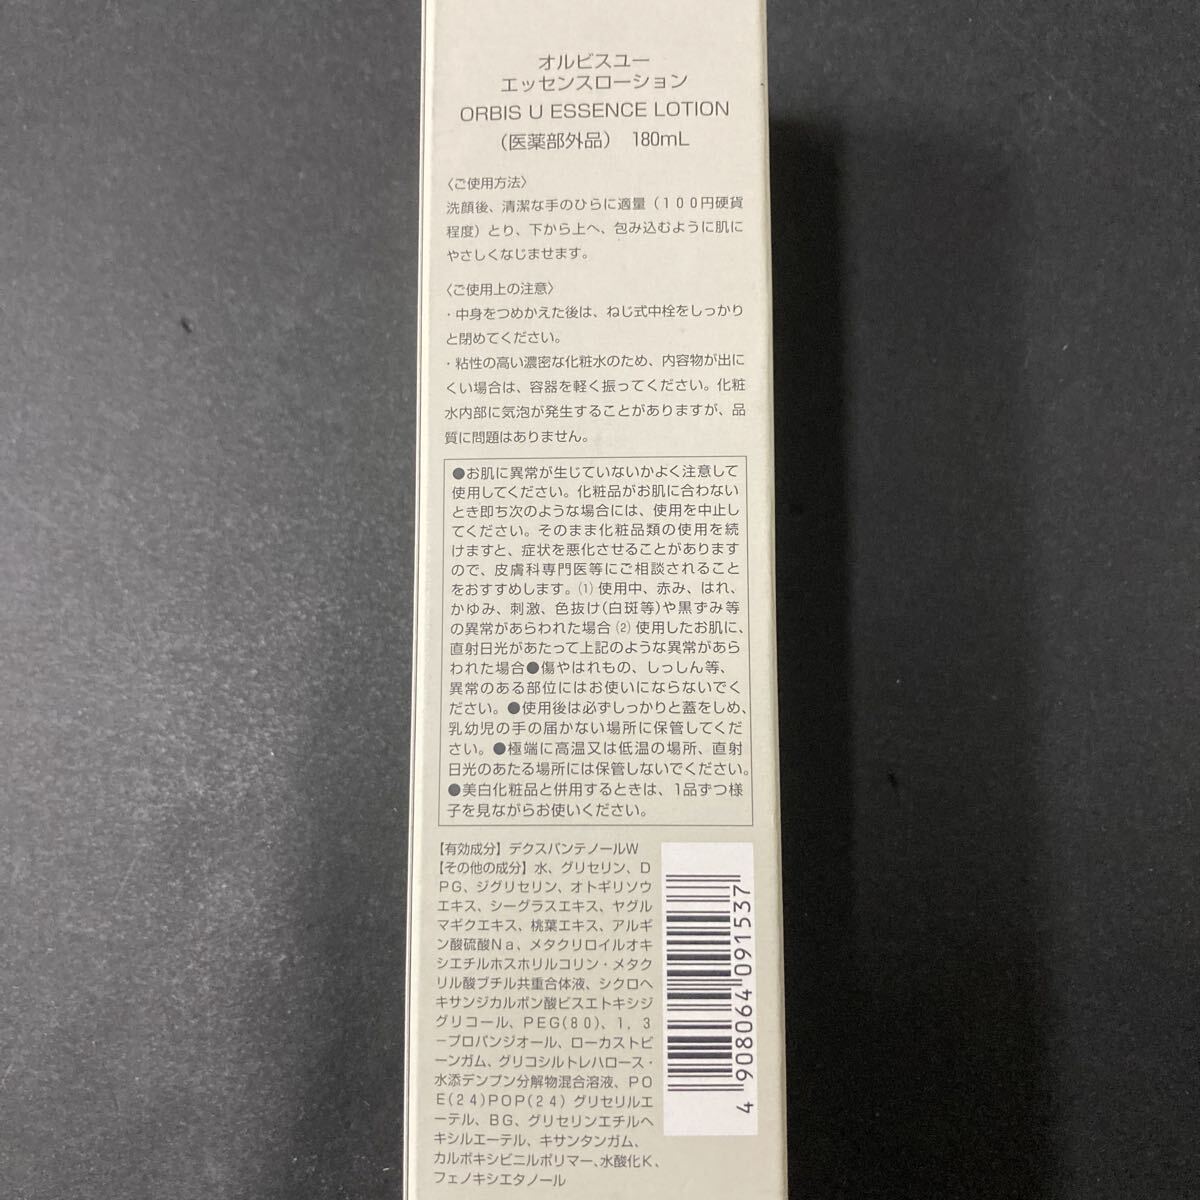 オルビスユー
エッセンスローション
ORBIS U ESSENCE LOTION
（医薬部外品） 180mL
〈ご使用方法〉
洗顔後、清潔な手のひらに適量（１００円硬貨
程度）とり、下から上へ、包み込むように肌に
やさしくなじませます。
〈ご使用上の注意〉
・中身をつめかえた後は、ねじ式中栓をしっかり
と閉めてください。
・粘性の高い濃密な化粧水のため、内容物が出に
くい場合は、容器を軽く振ってください。化粧
水内部に気泡が発生することがありますが、品
質に問題はありません。
●お肌に異常が生じていないかよく注意して
使用してください。化粧品がお肌に合わない
とき即ち次のような場合には、使用を中止し
てください。そのまま化粧品類の使用を続
けますと、症状を悪化させることがあります
ので、皮膚科専門医等にご相談されること
をおすすめします。⑴使用中、赤み、はれ、
かゆみ、刺激、色抜け(白斑等)や黒ずみ等
の異常があらわれた場合⑵使用したお肌に、
直射日光があたって上記のような異常があら
われた場合●傷やはれもの、しっしん等、
異常のある部位にはお使いにならないでく
ださい。●使用後は必ずしっかりと蓋をしめ、
乳幼児の手の届かない場所に保管してくだ
さい。●極端に高温又は低温の場所、直射
日光のあたる場所には保管しないでください。
●美白化粧品と併用するときは、1品ずつ様
子を見ながらお使いください。
【有効成分】デクスパンテノールW
【その他の成分】水、グリセリン、D
PG、ジグリセリン、オトギリソウ
エキス、シーグラスエキス、ヤグル
マギクエキス、桃葉エキス、アルギ
ン酸硫酸Na、メタクリロイルオキ
シエチルホスホリルコリン・メタク
リル酸ブチル共重合体液、シクロヘ
キサンジカルボン酸ビスエトキシジ
グリコール、PEG(80)、1，3
－プロパンジオール、ローカストビ
ーンガム、グリコシルトレハロース・
水添デンプン分解物混合溶液、PO
E(24)POP(24)グリセリルエ
ーテル、BG、グリセリンエチルヘ
キシルエーテル、キサンタンガム、
カルボキシビニルポリマー、水酸化K、
フェノキシエタノール
4 908064 091537